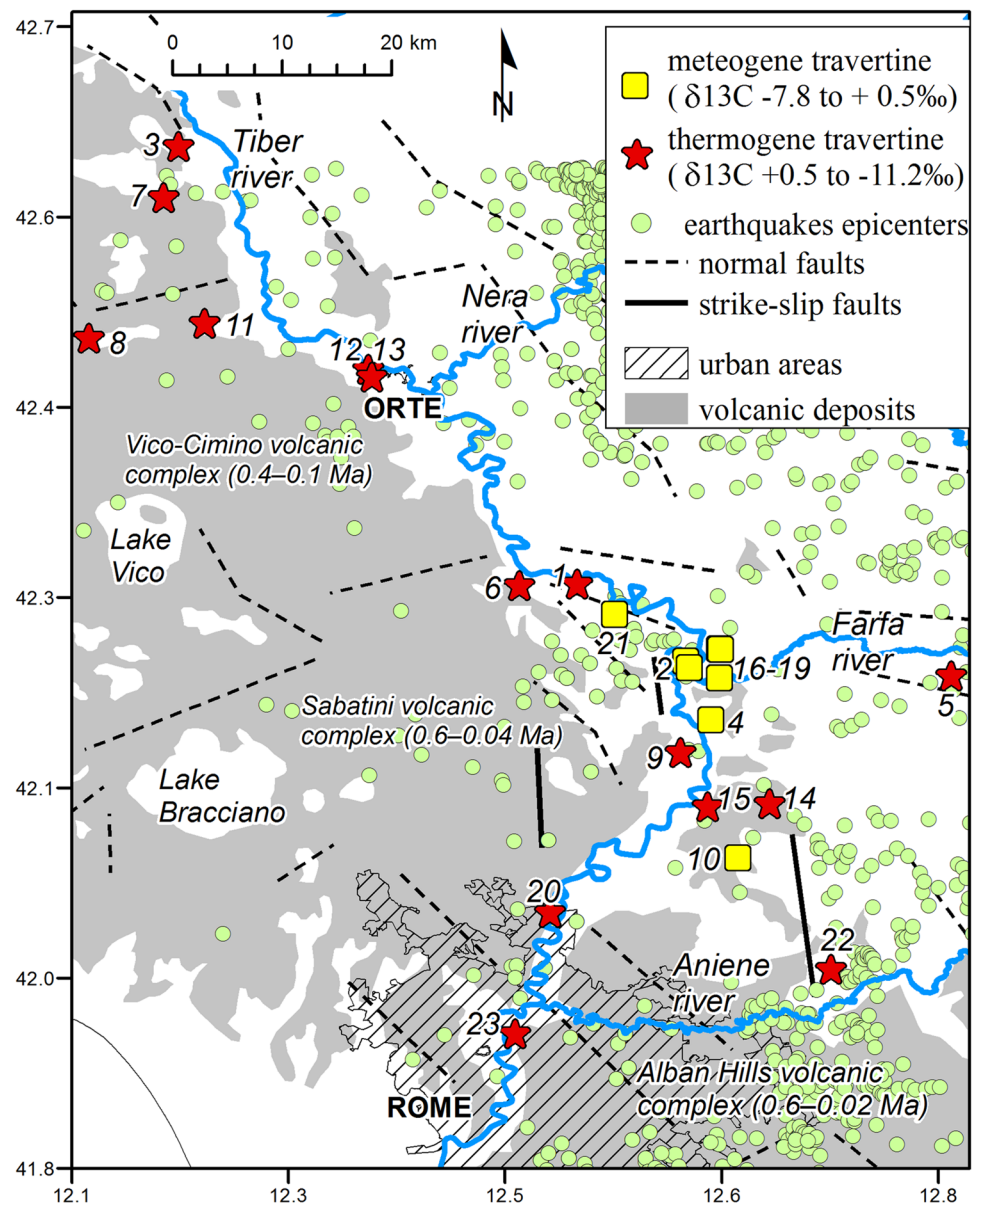 42.7
0 10 20 km
N
meteogene travertine
( δ13C -7.8 to + 0.5‰)
thermogene travertine
( δ13C +0.5 to -11.2‰)
earthquakes epicenters
normal faults
strike-slip faults
urban areas
volcanic deposits
3
Tiber
river
7
42.6
Nera
river
8
11
12 13
42.4
ORTE
Vico-Cimino volcanic
complex (0.4–0.1 Ma)
Lake
Vico
6
1
42.3
21
Farfa
river
2
16-19
5
Sabatini volcanic
complex (0.6–0.04 Ma)
4
9
Lake
Bracciano
42.1
15
14
10
20
22
Aniene
river
42.0
23
Alban Hills volcanic
complex (0.6–0.02 Ma)
ROME
41.8
12.1 12.3 12.5 12.6 12.8